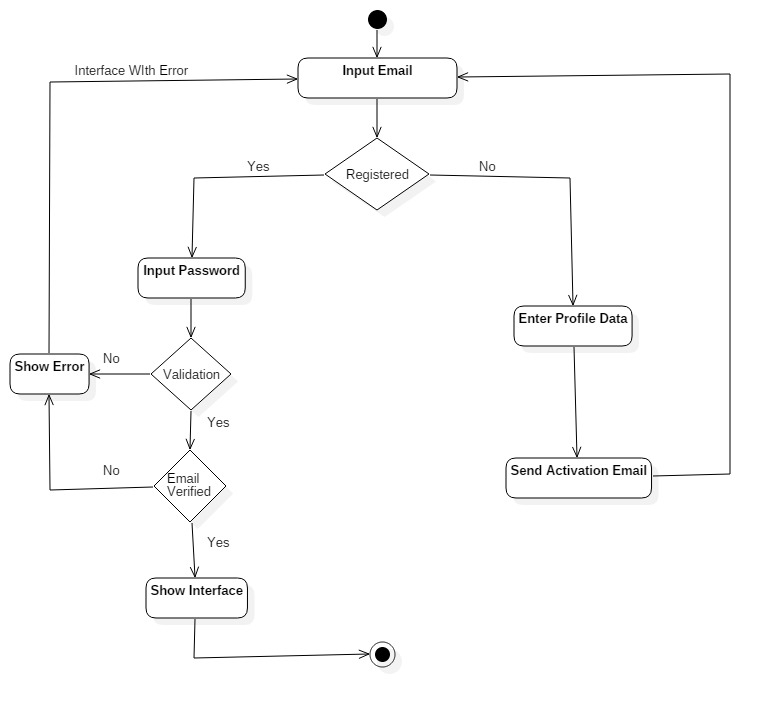 Interface WIth Error
Input Email
Yes
Registered
No
Input Password
Enter Profile Data
Show Error
No
Validation
Yes
No
Email
Verified
Send Activation Email
Yes
Show Interface